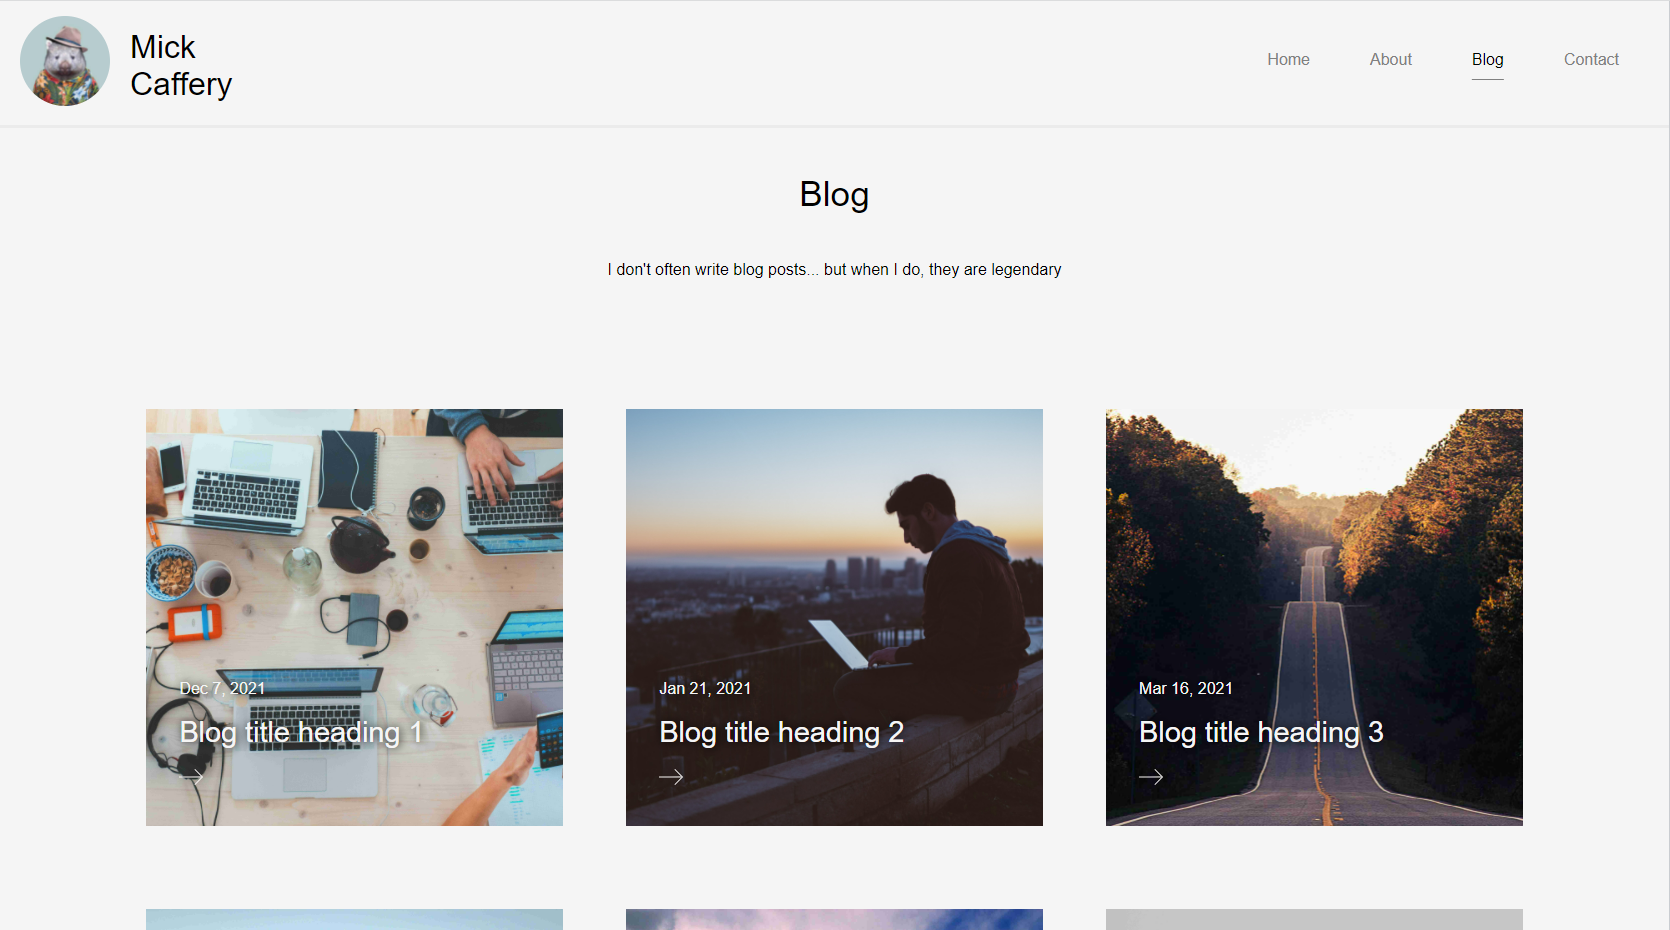 Mick
Caffery
Home
About
Blog
Contact
Blog
I don't often write blog posts... but when I do, they are legendary
Dec 7, 2021
Blog title heading 1
Jan 21, 2021
Blog title heading 2
Mar 16, 2021
Blog title heading 3